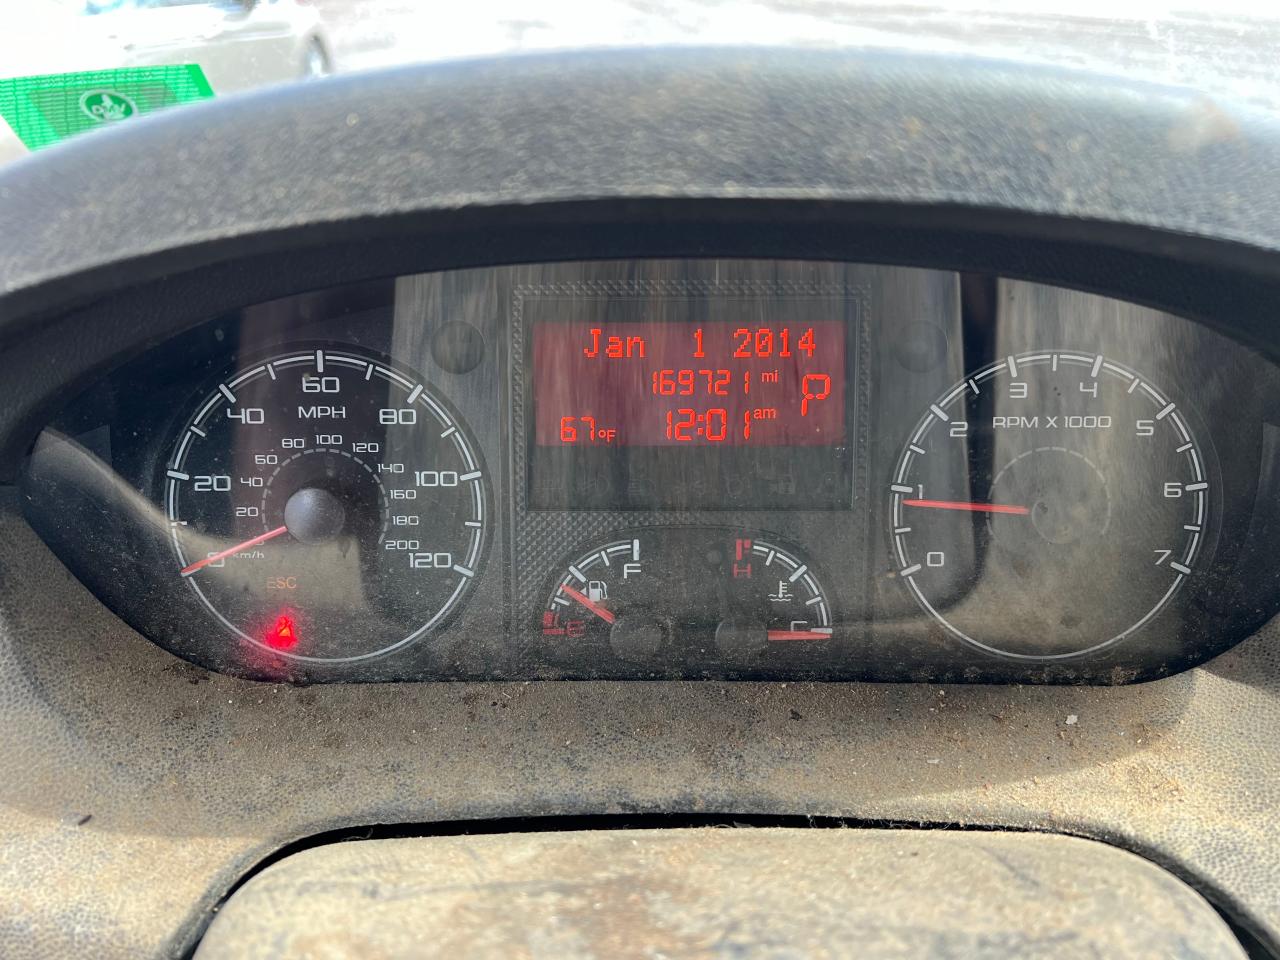 Jan 1 2014
169721 mi
P
67°F 12:01 am
0 20 40 60 80 100 120
MPH
20 40 60 80 100 120 140 160 180 200
km/h
ESC
E F
H C
0 1 2 3 4 5 6 7
RPM X 1000